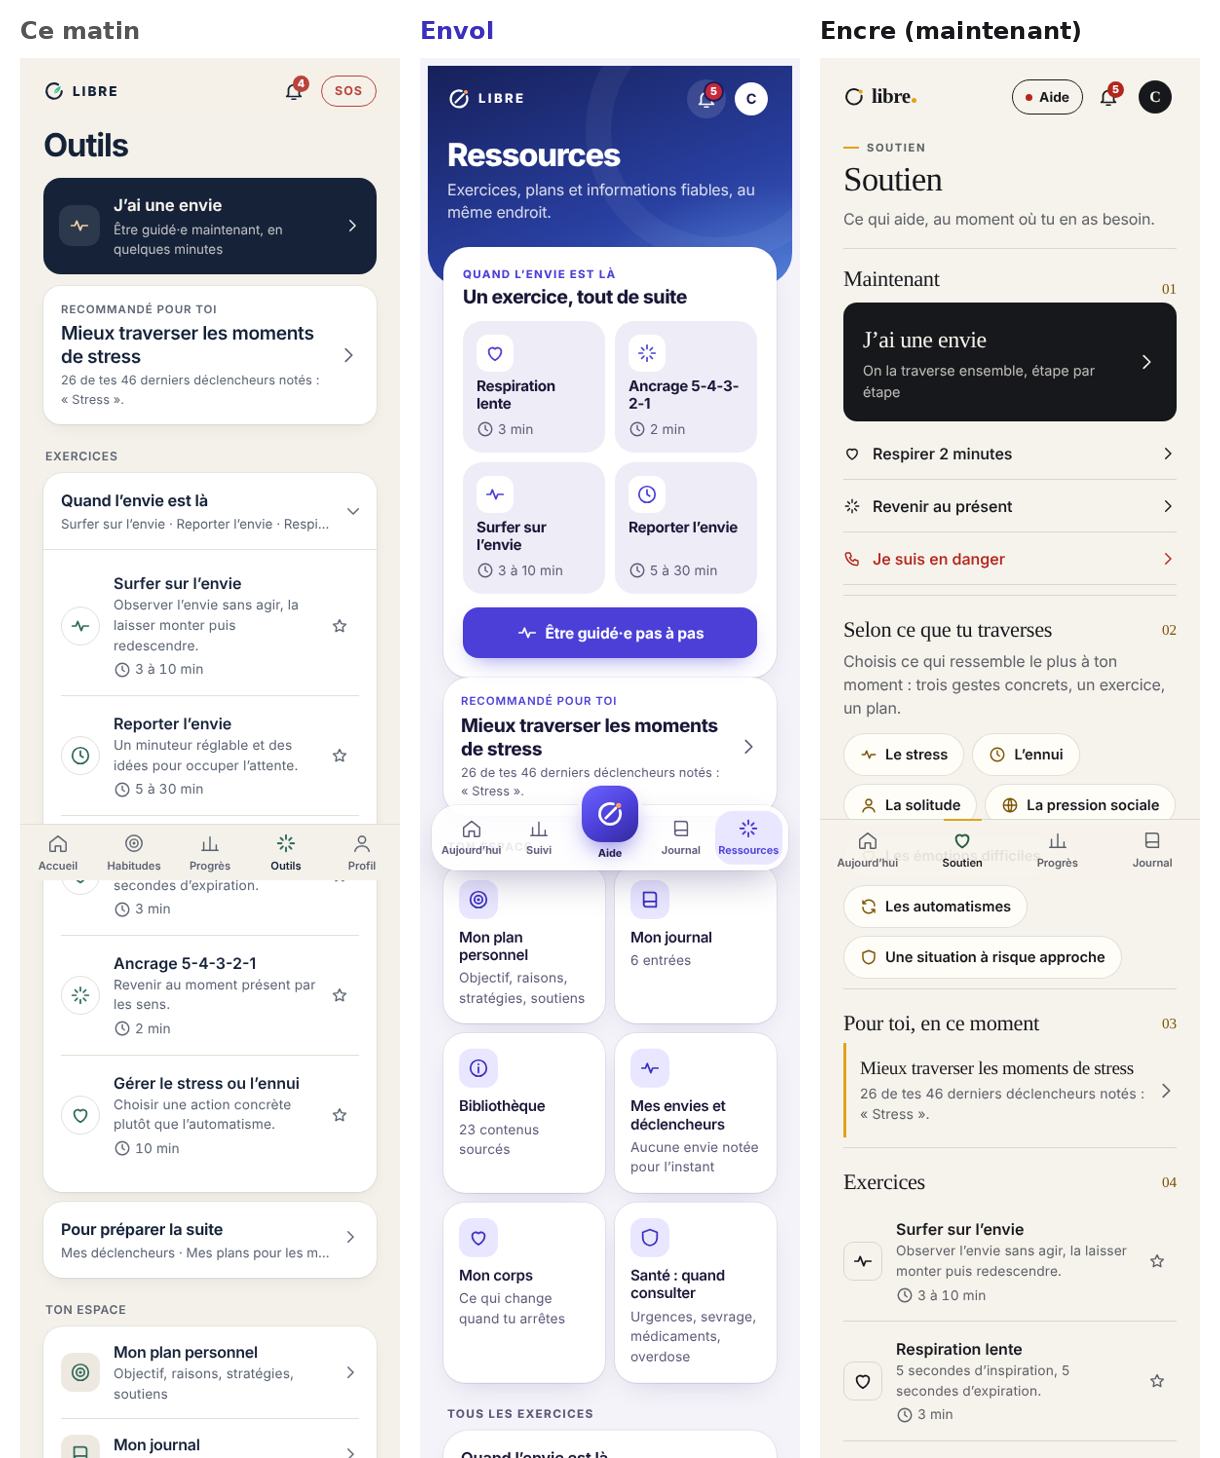 Ce matin
LIBRE
4
SOS
Outils
J'ai une envie
Être guidé·e maintenant, en
quelques minutes
RECOMMANDÉ POUR TOI
Mieux traverser les moments
de stress
26 de tes 46 derniers déclencheurs notés :
« Stress ».
EXERCICES
Quand l'envie est là
Surfer sur l'envie · Reporter l'envie · Respi...
Surfer sur l'envie
Observer l'envie sans agir, la
laisser monter puis
redescendre.
3 à 10 min
Reporter l'envie
Un minuteur réglable et des
idées pour occuper l'attente.
5 à 30 min
Accueil
Habitudes
Progrès
Outils
Profil
secondes d'expiration.
3 min
Ancrage 5-4-3-2-1
Revenir au moment présent par
les sens.
2 min
Gérer le stress ou l'ennui
Choisir une action concrète
plutôt que l'automatisme.
10 min
Pour préparer la suite
Mes déclencheurs · Mes plans pour les m...
TON ESPACE
Mon plan personnel
Objectif, raisons, stratégies,
soutiens
Mon journal
Envol
LIBRE
5
C
Ressources
Exercices, plans et informations fiables, au
même endroit.
QUAND L'ENVIE EST LÀ
Un exercice, tout de suite
Respiration
lente
3 min
Ancrage 5-4-3-
2-1
2 min
Surfer sur
l'envie
3 à 10 min
Reporter l'envie
5 à 30 min
Être guidé·e pas à pas
RECOMMANDÉ POUR TOI
Mieux traverser les moments
de stress
26 de tes 46 derniers déclencheurs notés :
« Stress ».
Aujourd'hui
Suivi
Aide
Journal
Ressources
Mon plan
personnel
Objectif, raisons,
stratégies, soutiens
Mon journal
6 entrées
Bibliothèque
23 contenus
sourcés
Mes envies et
déclencheurs
Aucune envie notée
pour l'instant
Mon corps
Ce qui change
quand tu arrêtes
Santé : quand
consulter
Urgences, sevrage,
médicaments,
overdose
TOUS LES EXERCICES
Quand l'envie est là
Encre (maintenant)
libre.
Aide
5
C
SOUTIEN
Soutien
Ce qui aide, au moment où tu en as besoin.
Maintenant
01
J'ai une envie
On la traverse ensemble, étape par
étape
Respirer 2 minutes
Revenir au présent
Je suis en danger
Selon ce que tu traverses
02
Choisis ce qui ressemble le plus à ton
moment : trois gestes concrets, un exercice,
un plan.
Le stress
L'ennui
La solitude
La pression sociale
Les émotions difficiles
Aujourd'hui
Soutien
Progrès
Journal
Les automatismes
Une situation à risque approche
Pour toi, en ce moment
03
Mieux traverser les moments de stress
26 de tes 46 derniers déclencheurs notés :
« Stress ».
Exercices
04
Surfer sur l'envie
Observer l'envie sans agir, la laisser
monter puis redescendre.
3 à 10 min
Respiration lente
5 secondes d'inspiration, 5
secondes d'expiration.
3 min